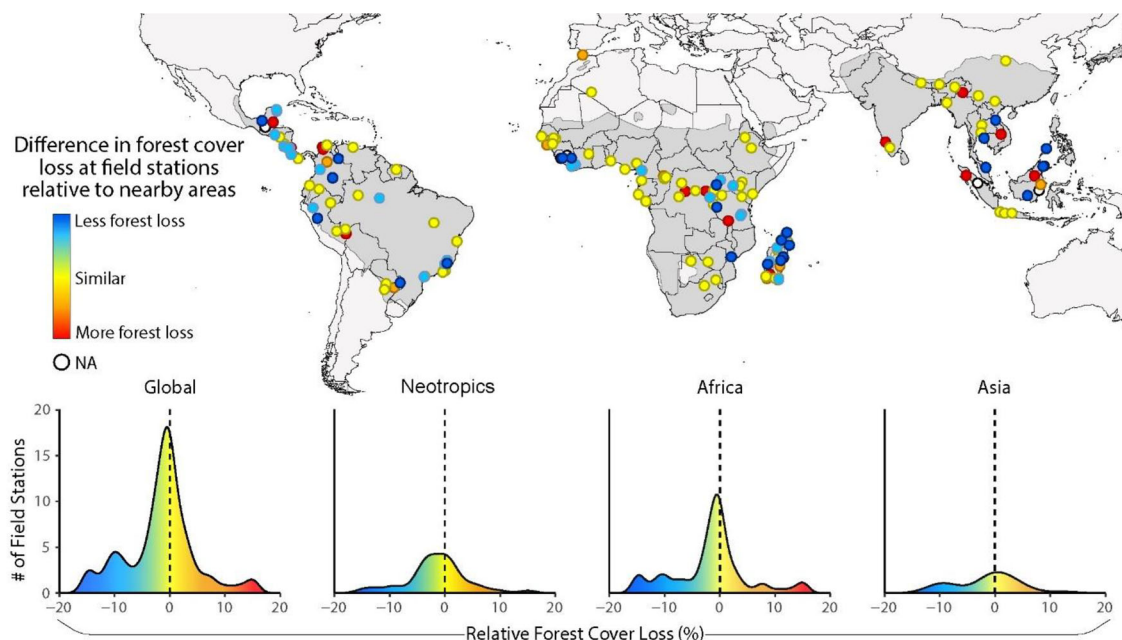 Difference in forest cover
loss at field stations
relative to nearby areas
Less forest loss
Similar
More forest loss
NA
Global
Neotropics
Africa
Asia
# of Field Stations
20
15
10
5
0
−20 −10 0 10 20
−20 −10 0 10 20
−20 −10 0 10 20
−20 −10 0 10 20
Relative Forest Cover Loss (%)